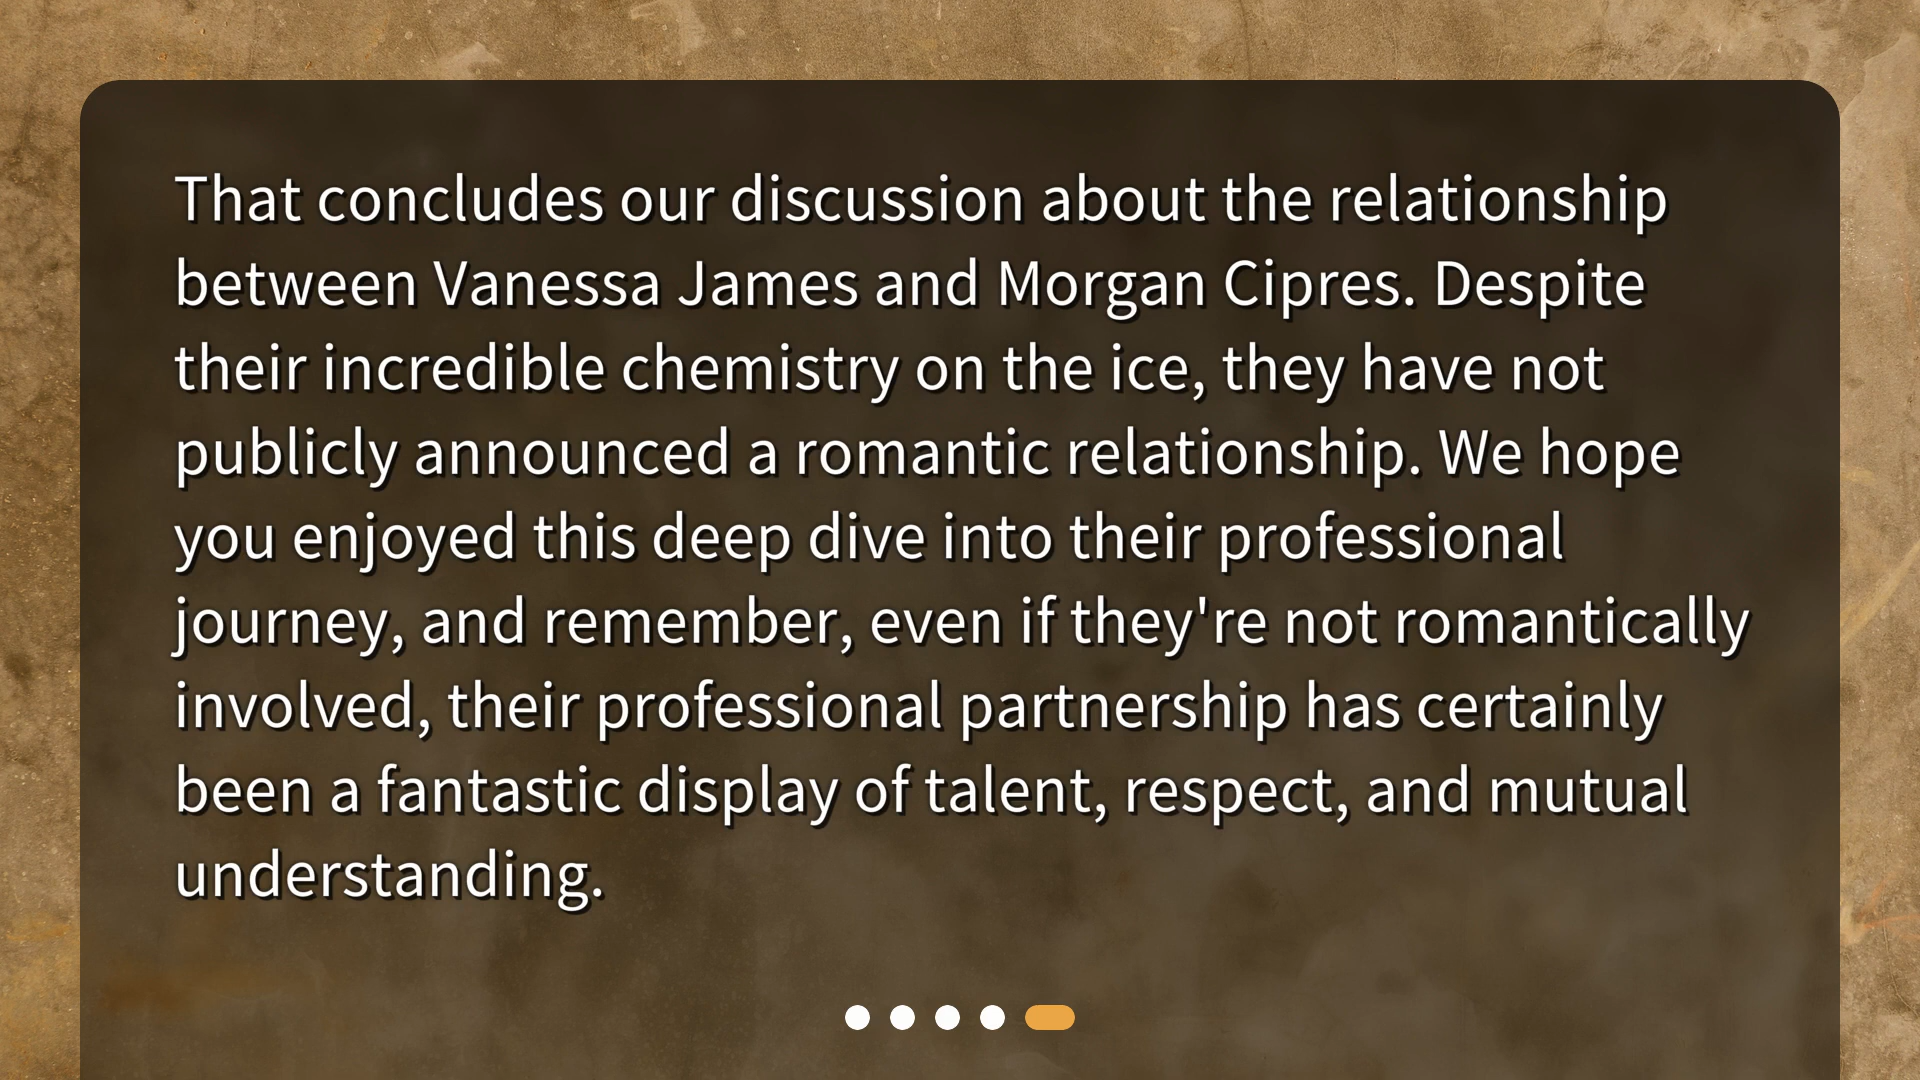 That concludes our discussion about the relationship
between Vanessa James and Morgan Cipres. Despite
their incredible chemistry on the ice, they have not
publicly announced a romantic relationship. We hope
you enjoyed this deep dive into their professional
journey, and remember, even if they're not romantically
involved, their professional partnership has certainly
been a fantastic display of talent, respect, and mutual
understanding.